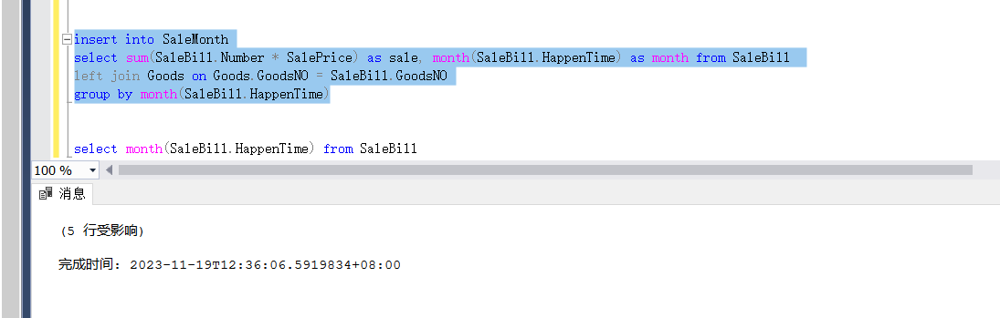 insert into SaleMonth
select sum(SaleBill.Number * SalePrice) as sale, month(SaleBill.HappenTime) as month from SaleBill
left join Goods on Goods.GoodsNO = SaleBill.GoodsNO
group by month(SaleBill.HappenTime)
select month(SaleBill.HappenTime) from SaleBill
100 %
消息
(5 行受影响)
完成时间: 2023-11-19T12:36:06.5919834+08:00